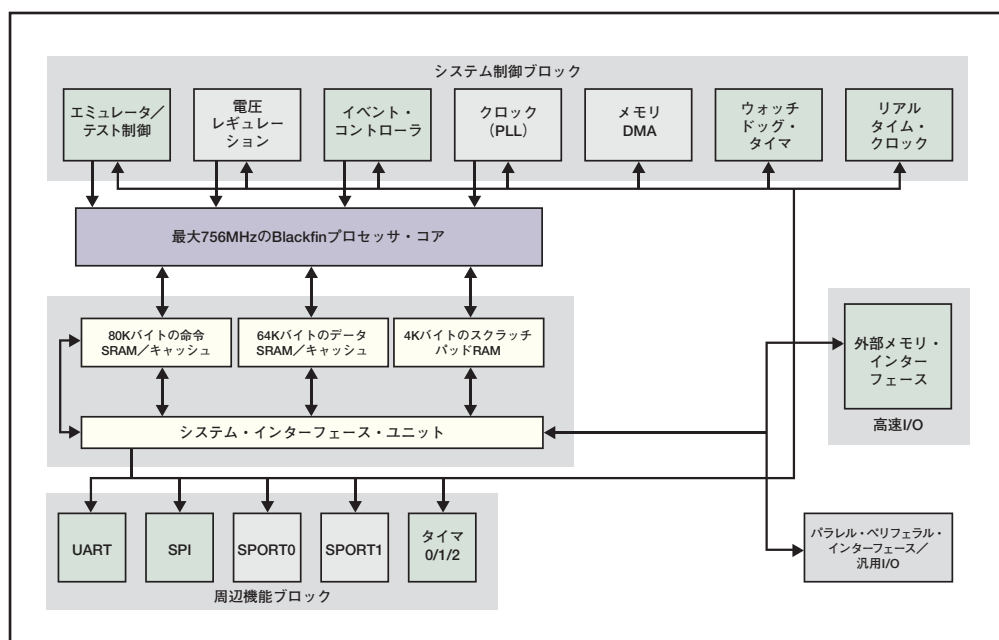 システム制御ブロック
エミュレータ／
テスト制御
電圧
レギュレー
ション
イベント・
コントローラ
クロック
（PLL）
メモリ
DMA
ウォッチ
ドッグ・
タイマ
リアル
タイム・
クロック
最大756MHzのBlackfinプロセッサ・コア
80Kバイトの命令
SRAM／キャッシュ
64Kバイトのデータ
SRAM／キャッシュ
4Kバイトのスクラッチ
パッドRAM
外部メモリ・
インター
フェース
高速I/O
システム・インターフェース・ユニット
UART
SPI
SPORT0
SPORT1
タイマ
0/1/2
周辺機能ブロック
パラレル・ペリフェラル・
インターフェース／
汎用I/O